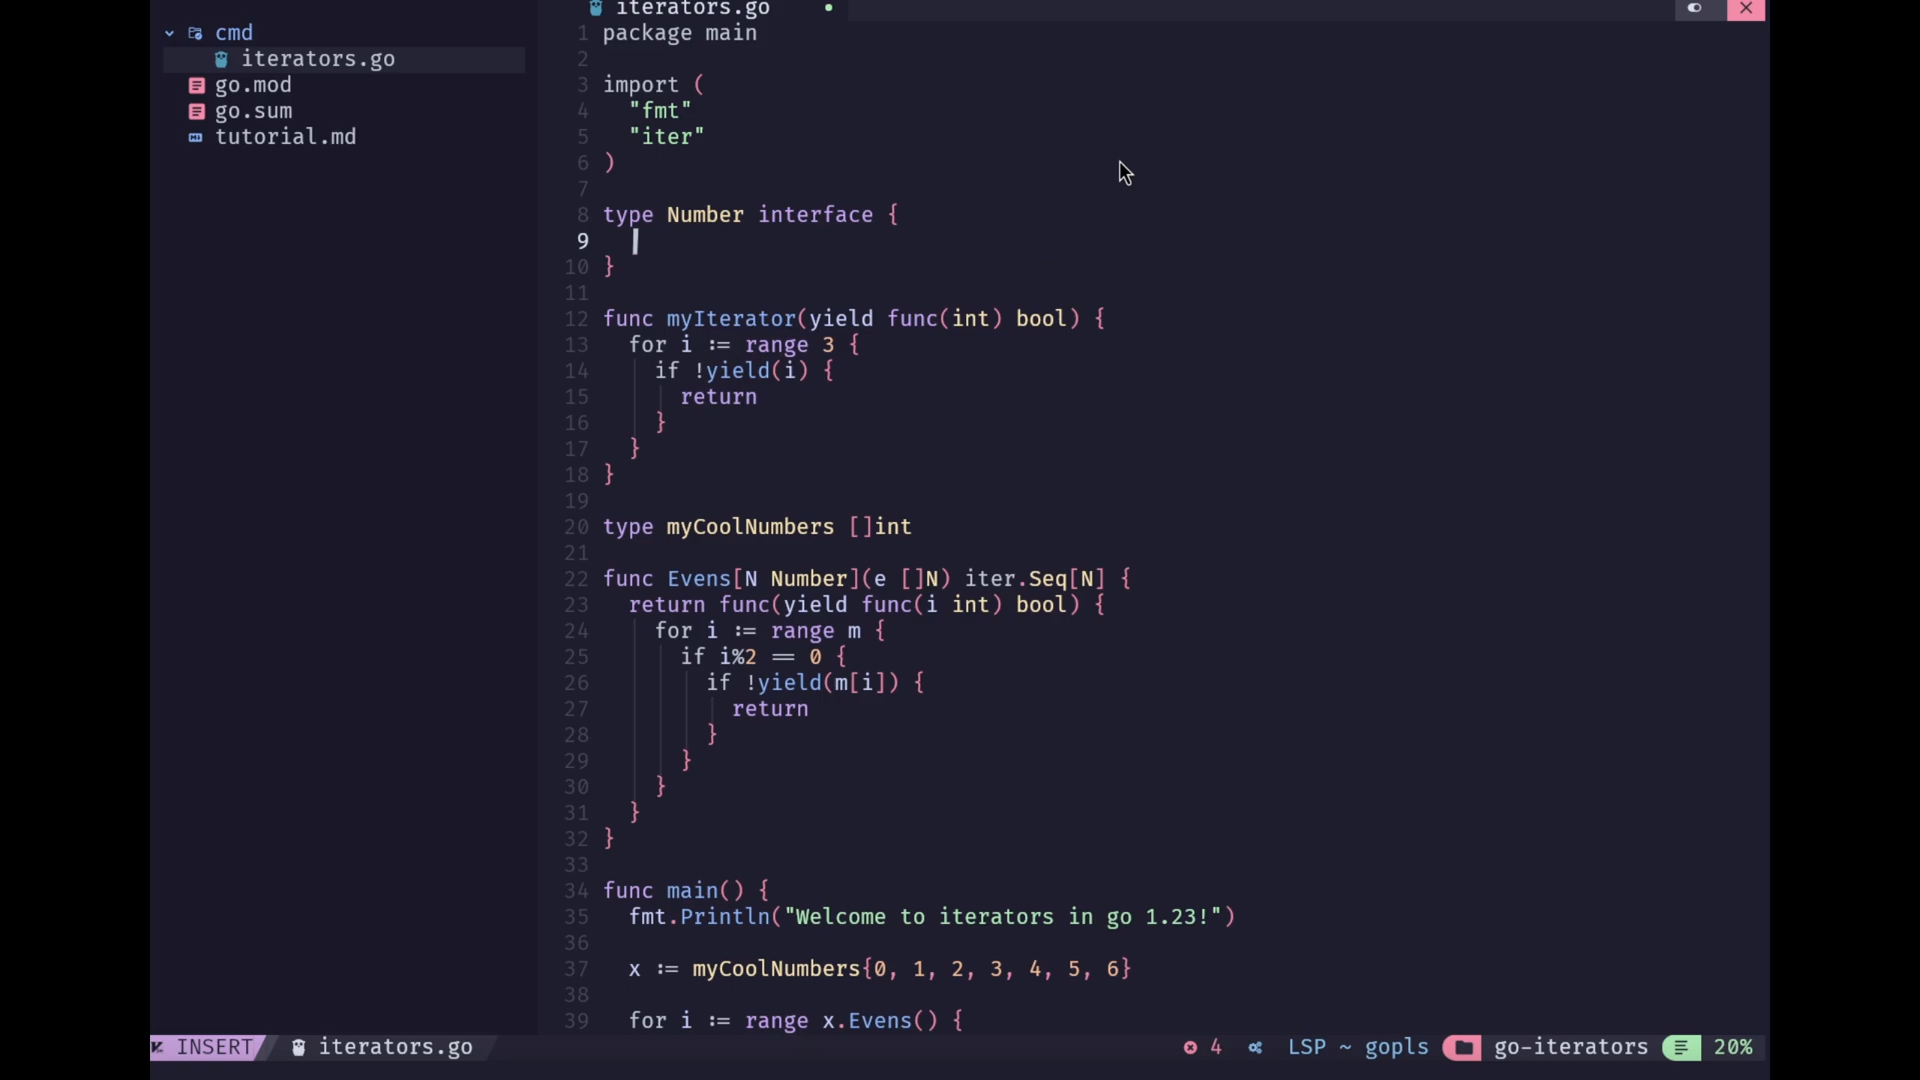 cmd
iterators.go
go.mod
go.sum
tutorial.md
iterators.go
1 package main
2
3 import (
4 "fmt"
5 "iter"
6 )
7
8 type Number interface {
9
10 }
11
12 func myIterator(yield func(int) bool) {
13 for i := range 3 {
14 if !yield(i) {
15 return
16 }
17 }
18 }
19
20 type myCoolNumbers []int
21
22 func Evens[N Number](e []N) iter.Seq[N] {
23 return func(yield func(i int) bool) {
24 for i := range m {
25 if i%2 == 0 {
26 if !yield(m[i]) {
27 return
28 }
29 }
30 }
31 }
32 }
33
34 func main() {
35 fmt.Println("Welcome to iterators in go 1.23!")
36
37 x := myCoolNumbers{0, 1, 2, 3, 4, 5, 6}
38
39 for i := range x.Evens() {
INSERT iterators.go 4 LSP ~ gopls go-iterators 20%